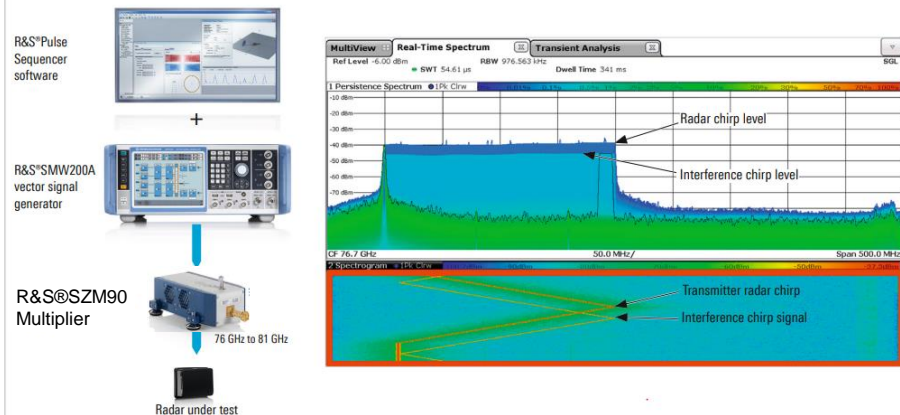 R&S®Pulse
Sequencer
software
+
R&S®SMW200A
vector signal
generator
R&S®SZM90
Multiplier
76 GHz to 81 GHz
Radar under test
MultiView
Real-Time Spectrum
Transient Analysis
Ref Level -6.00 dBm
RBW 976.563 kHz
SGL
SWT 54.61 µs
Dwell Time 341 ms
1 Persistence Spectrum
1Pk Clrw
-10 dBm
-20 dBm
-30 dBm
-40 dBm
-50 dBm
-60 dBm
-70 dBm
Radar chirp level
Interference chirp level
CF 76.7 GHz
50.0 MHz/
Span 500.0 MHz
2 Spectrogram
1Pk Clrw
Transmitter radar chirp
Interference chirp signal